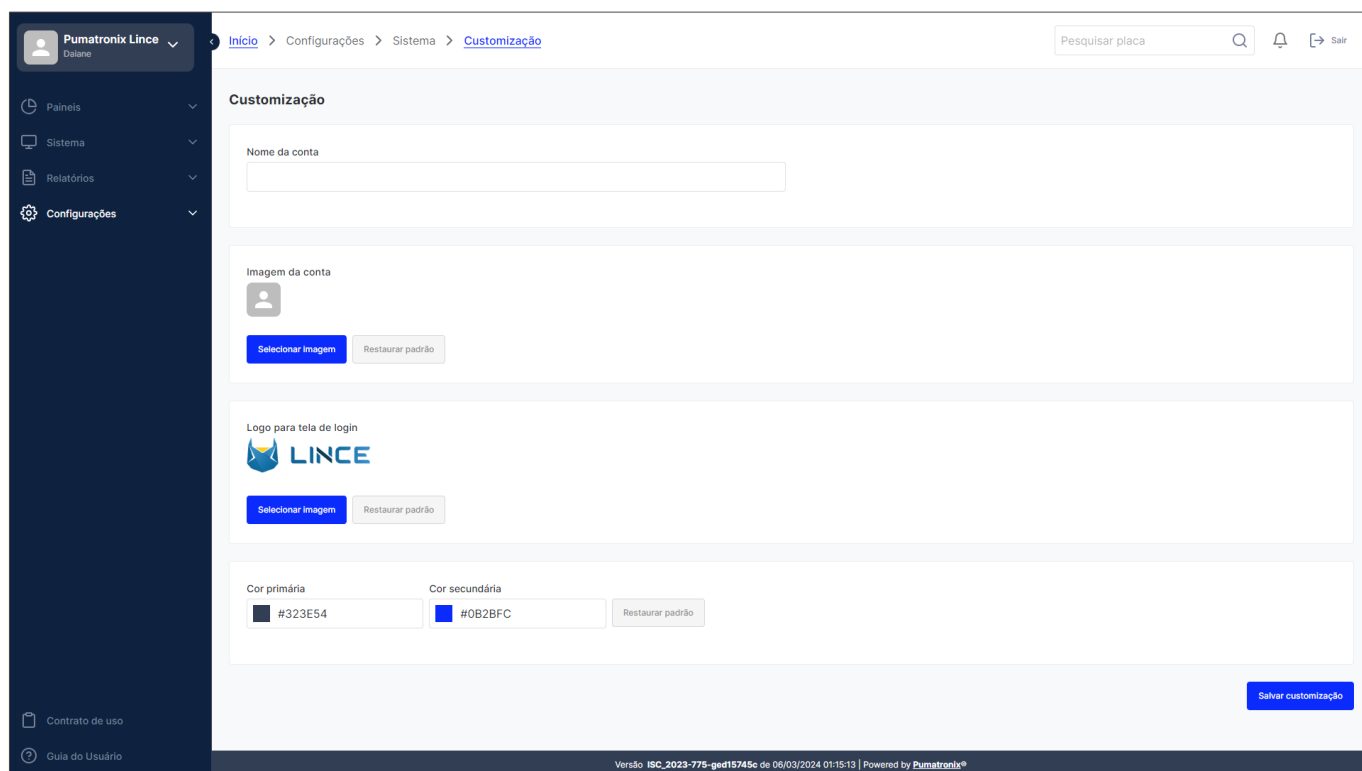 Pumatronix Lince
Daiane
Início > Configurações > Sistema > Customização
Pesquisar placa
Sair
Paineis
Sistema
Relatórios
Configurações
Customização
Nome da conta
Imagem da conta
Selecionar imagem
Restaurar padrão
Logo para tela de login
LINCE
Selecionar imagem
Restaurar padrão
Cor primária
Cor secundária
#323E54
#0B2BFC
Restaurar padrão
Salvar customização
Contrato de uso
Guia do Usuário
Versão ISC_2023-775-ged15745c de 06/03/2024 01:15:13 | Powered by Pumatronix®